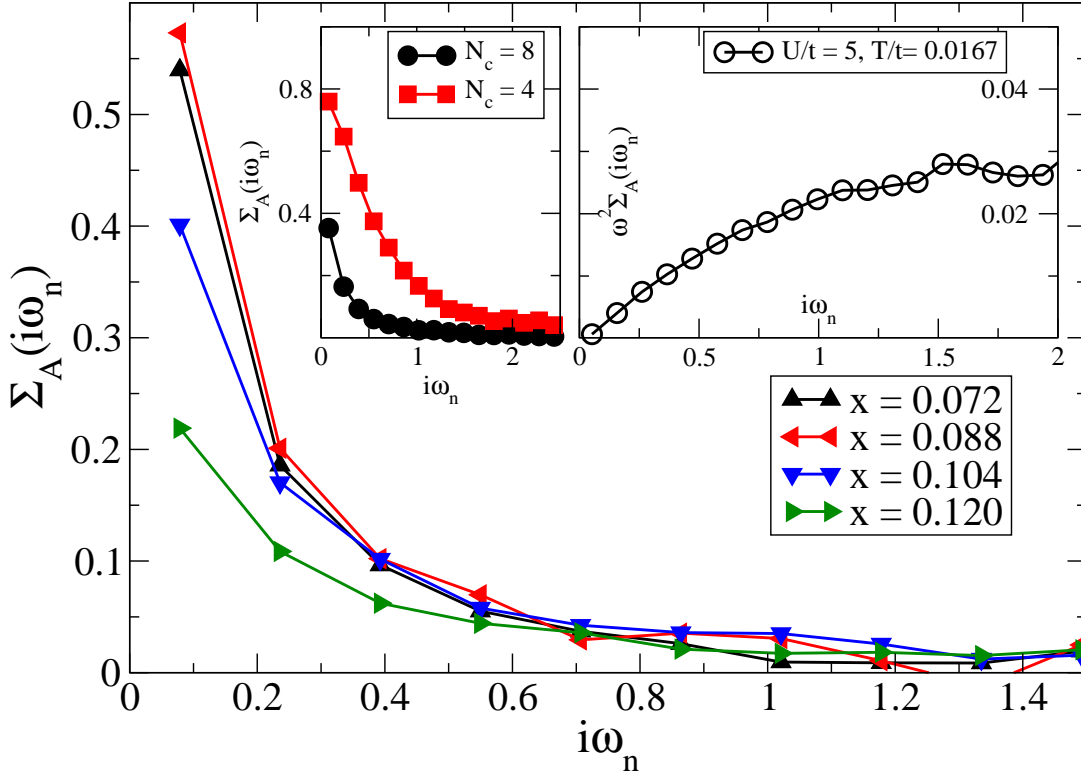 Σ_A(iω_n)
0.5
0.4
0.3
0.2
0.1
0
0 0.2 0.4 0.6 0.8 1 1.2 1.4
iω_n
N_c = 8
N_c = 4
Σ_A(iω_n)
0.8
0.4
0 1 2
iω_n
U/t = 5, T/t= 0.0167
ω²Σ_A(iω_n)
0.04
0.02
iω_n
0 0.5 1 1.5 2
x = 0.072
x = 0.088
x = 0.104
x = 0.120